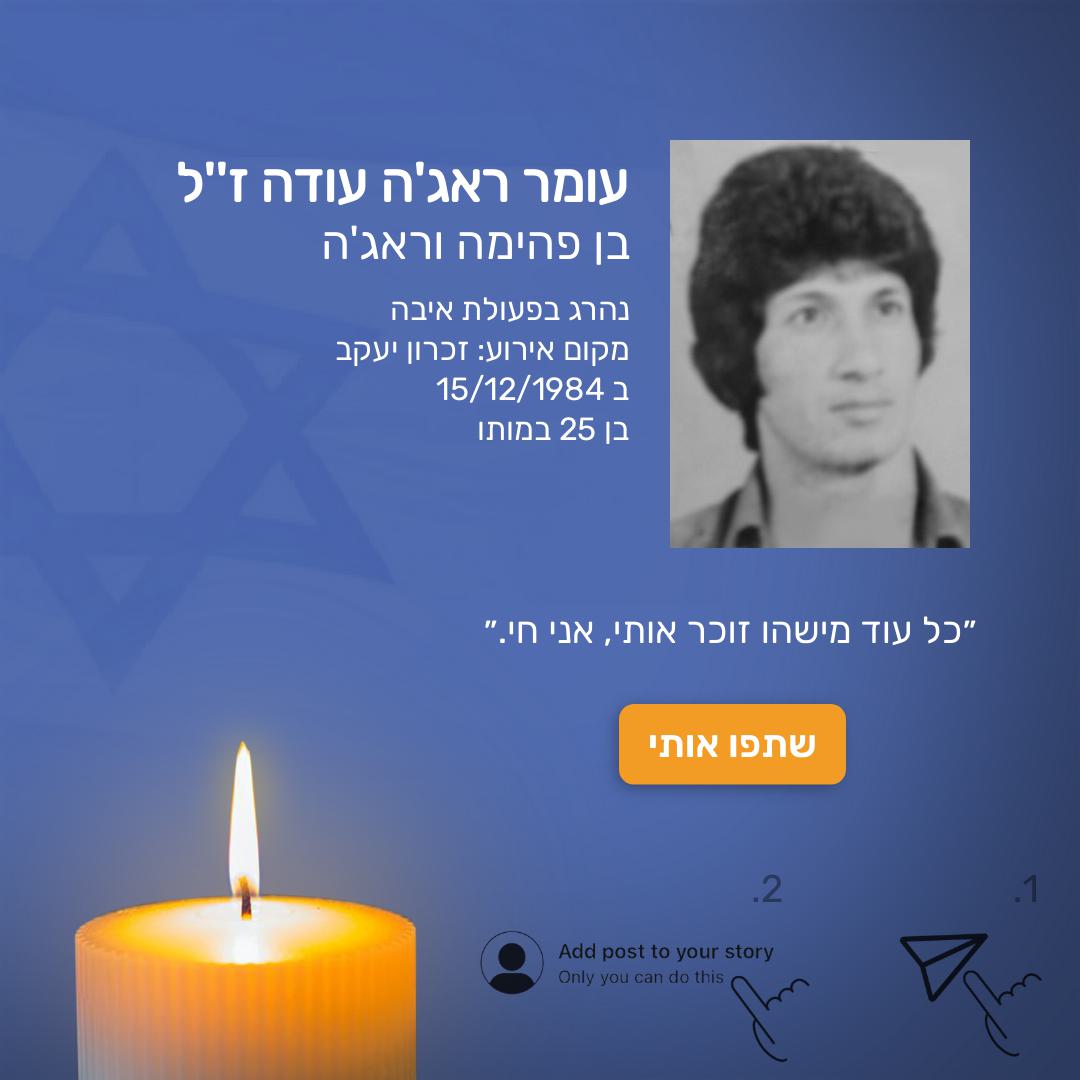 עומר ראג'ה עודה ז"ל
בן פהימה וראג'ה
נהרג בפעולת איבה
מקום אירוע: זכרון יעקב
ב 15/12/1984
בן 25 במותו
״כל עוד מישהו זוכר אותי, אני חי.״
שתפו אותי
.1
.2
Add post to your story
Only you can do this